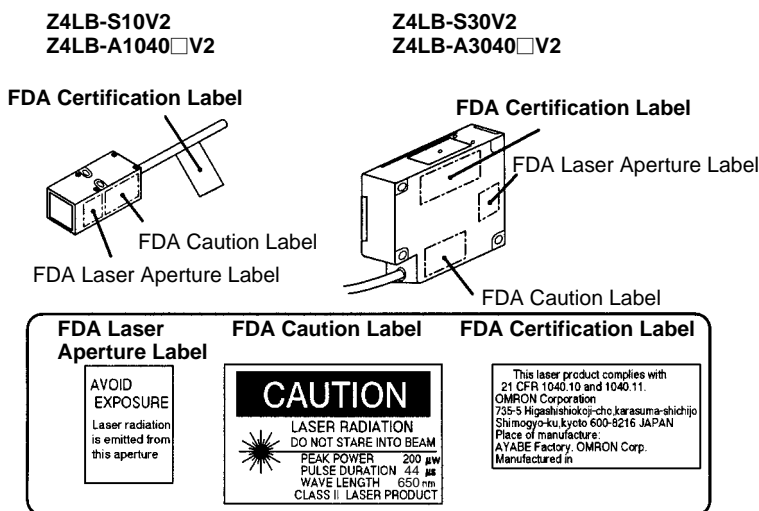 Z4LB-S10V2
Z4LB-A1040□V2
Z4LB-S30V2
Z4LB-A3040□V2
FDA Certification Label
FDA Certification Label
FDA Laser Aperture Label
FDA Caution Label
FDA Laser Aperture Label
FDA Caution Label
FDA Laser
Aperture Label
FDA Caution Label
FDA Certification Label
AVOID
EXPOSURE
Laser radiation
is emitted from
this aperture
CAUTION
LASER RADIATION
DO NOT STARE INTO BEAM
PEAK POWER 200 μW
PULSE DURATION 44 μs
WAVE LENGTH 650 nm
CLASS II LASER PRODUCT
This laser product complies with
21 CFR 1040.10 and 1040.11.
OMRON Corporation
735-5 Higashishiokoji-cho,karasuma-shichijo
Shimogyo-ku,kyoto 600-8216 JAPAN
Place of manufacture:
AYABE Factory. OMRON Corp.
Manufactured in